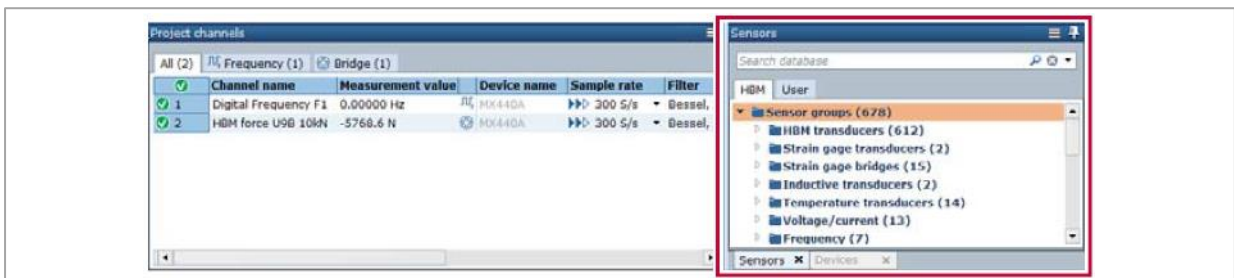 Project channels
All (2) Frequency (1) Bridge (1)
Channel name Measurement value Device name Sample rate Filter
1 Digital Frequency F1 0.00000 Hz MX440A 300 S/s Bessel,
2 HBM force U9B 10kN -5768.6 N MX440A 300 S/s Bessel,
Sensors
Search database
HBM User
Sensor groups (678)
HBM transducers (612)
Strain gage transducers (2)
Strain gage bridges (15)
Inductive transducers (2)
Temperature transducers (14)
Voltage/current (13)
Frequency (7)
Sensors Devices